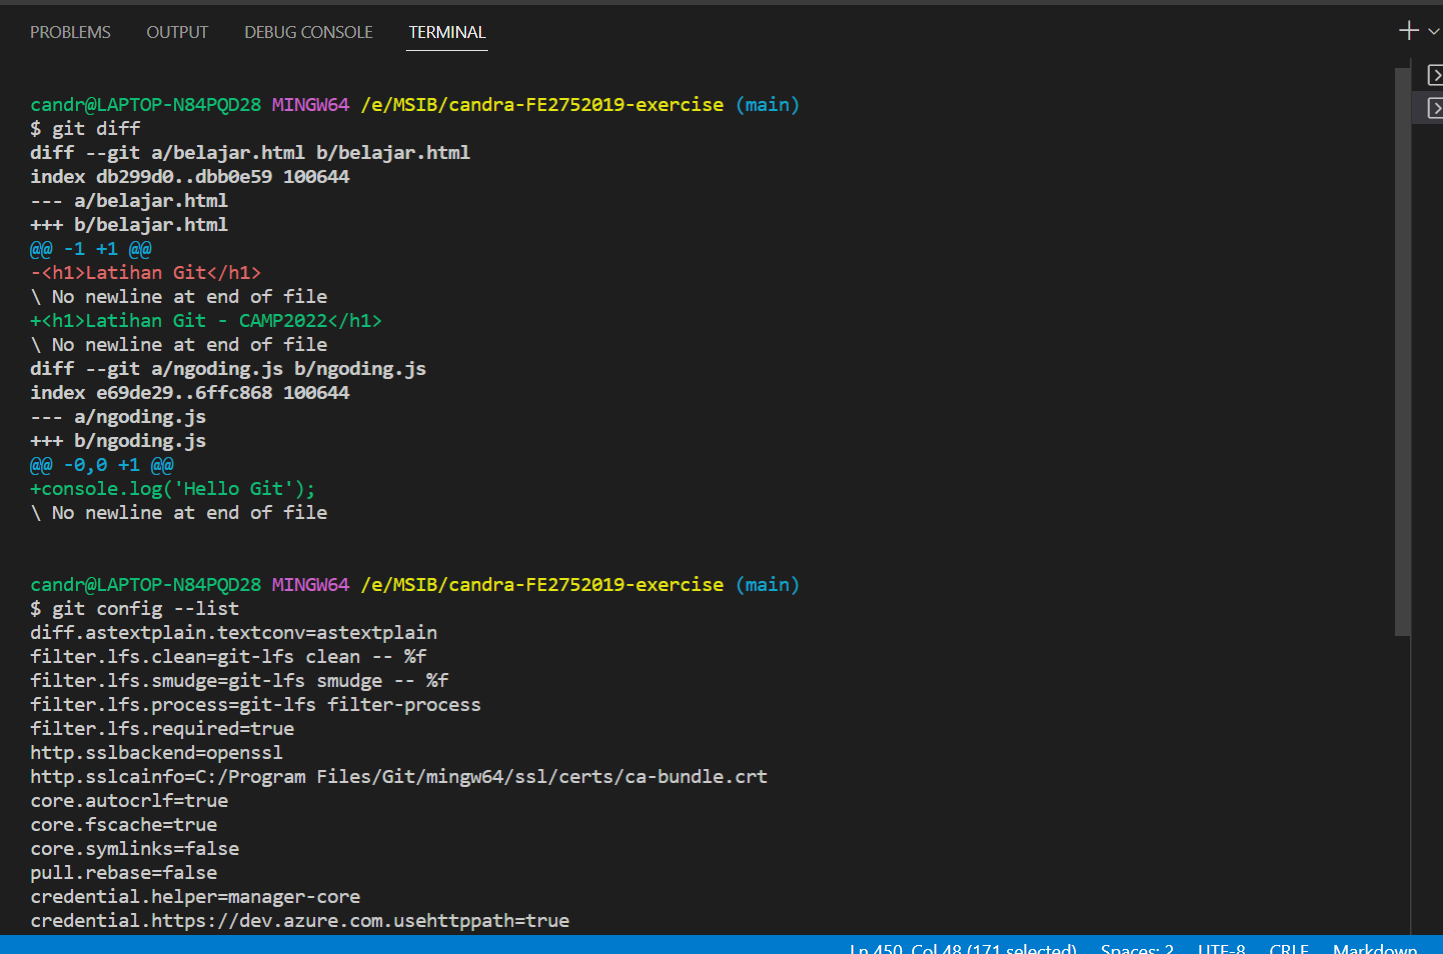 PROBLEMS OUTPUT DEBUG CONSOLE TERMINAL
candr@LAPTOP-N84PQD28 MINGW64 /e/MSIB/candra-FE2752019-exercise (main)
$ git diff
diff --git a/belajar.html b/belajar.html
index db299d0..dbb0e59 100644
--- a/belajar.html
+++ b/belajar.html
@@ -1 +1 @@
-<h1>Latihan Git</h1>
\ No newline at end of file
+<h1>Latihan Git - CAMP2022</h1>
\ No newline at end of file
diff --git a/ngoding.js b/ngoding.js
index e69de29..6ffc868 100644
--- a/ngoding.js
+++ b/ngoding.js
@@ -0,0 +1 @@
+console.log('Hello Git');
\ No newline at end of file
candr@LAPTOP-N84PQD28 MINGW64 /e/MSIB/candra-FE2752019-exercise (main)
$ git config --list
diff.astextplain.textconv=astextplain
filter.lfs.clean=git-lfs clean -- %f
filter.lfs.smudge=git-lfs smudge -- %f
filter.lfs.process=git-lfs filter-process
filter.lfs.required=true
http.sslbackend=openssl
http.sslcainfo=C:/Program Files/Git/mingw64/ssl/certs/ca-bundle.crt
core.autocrlf=true
core.fscache=true
core.symlinks=false
pull.rebase=false
credential.helper=manager-core
credential.https://dev.azure.com.usehttppath=true
Ln 450, Col 48 (171 selected) Spaces: 2 UTF-8 CRLF Markdown